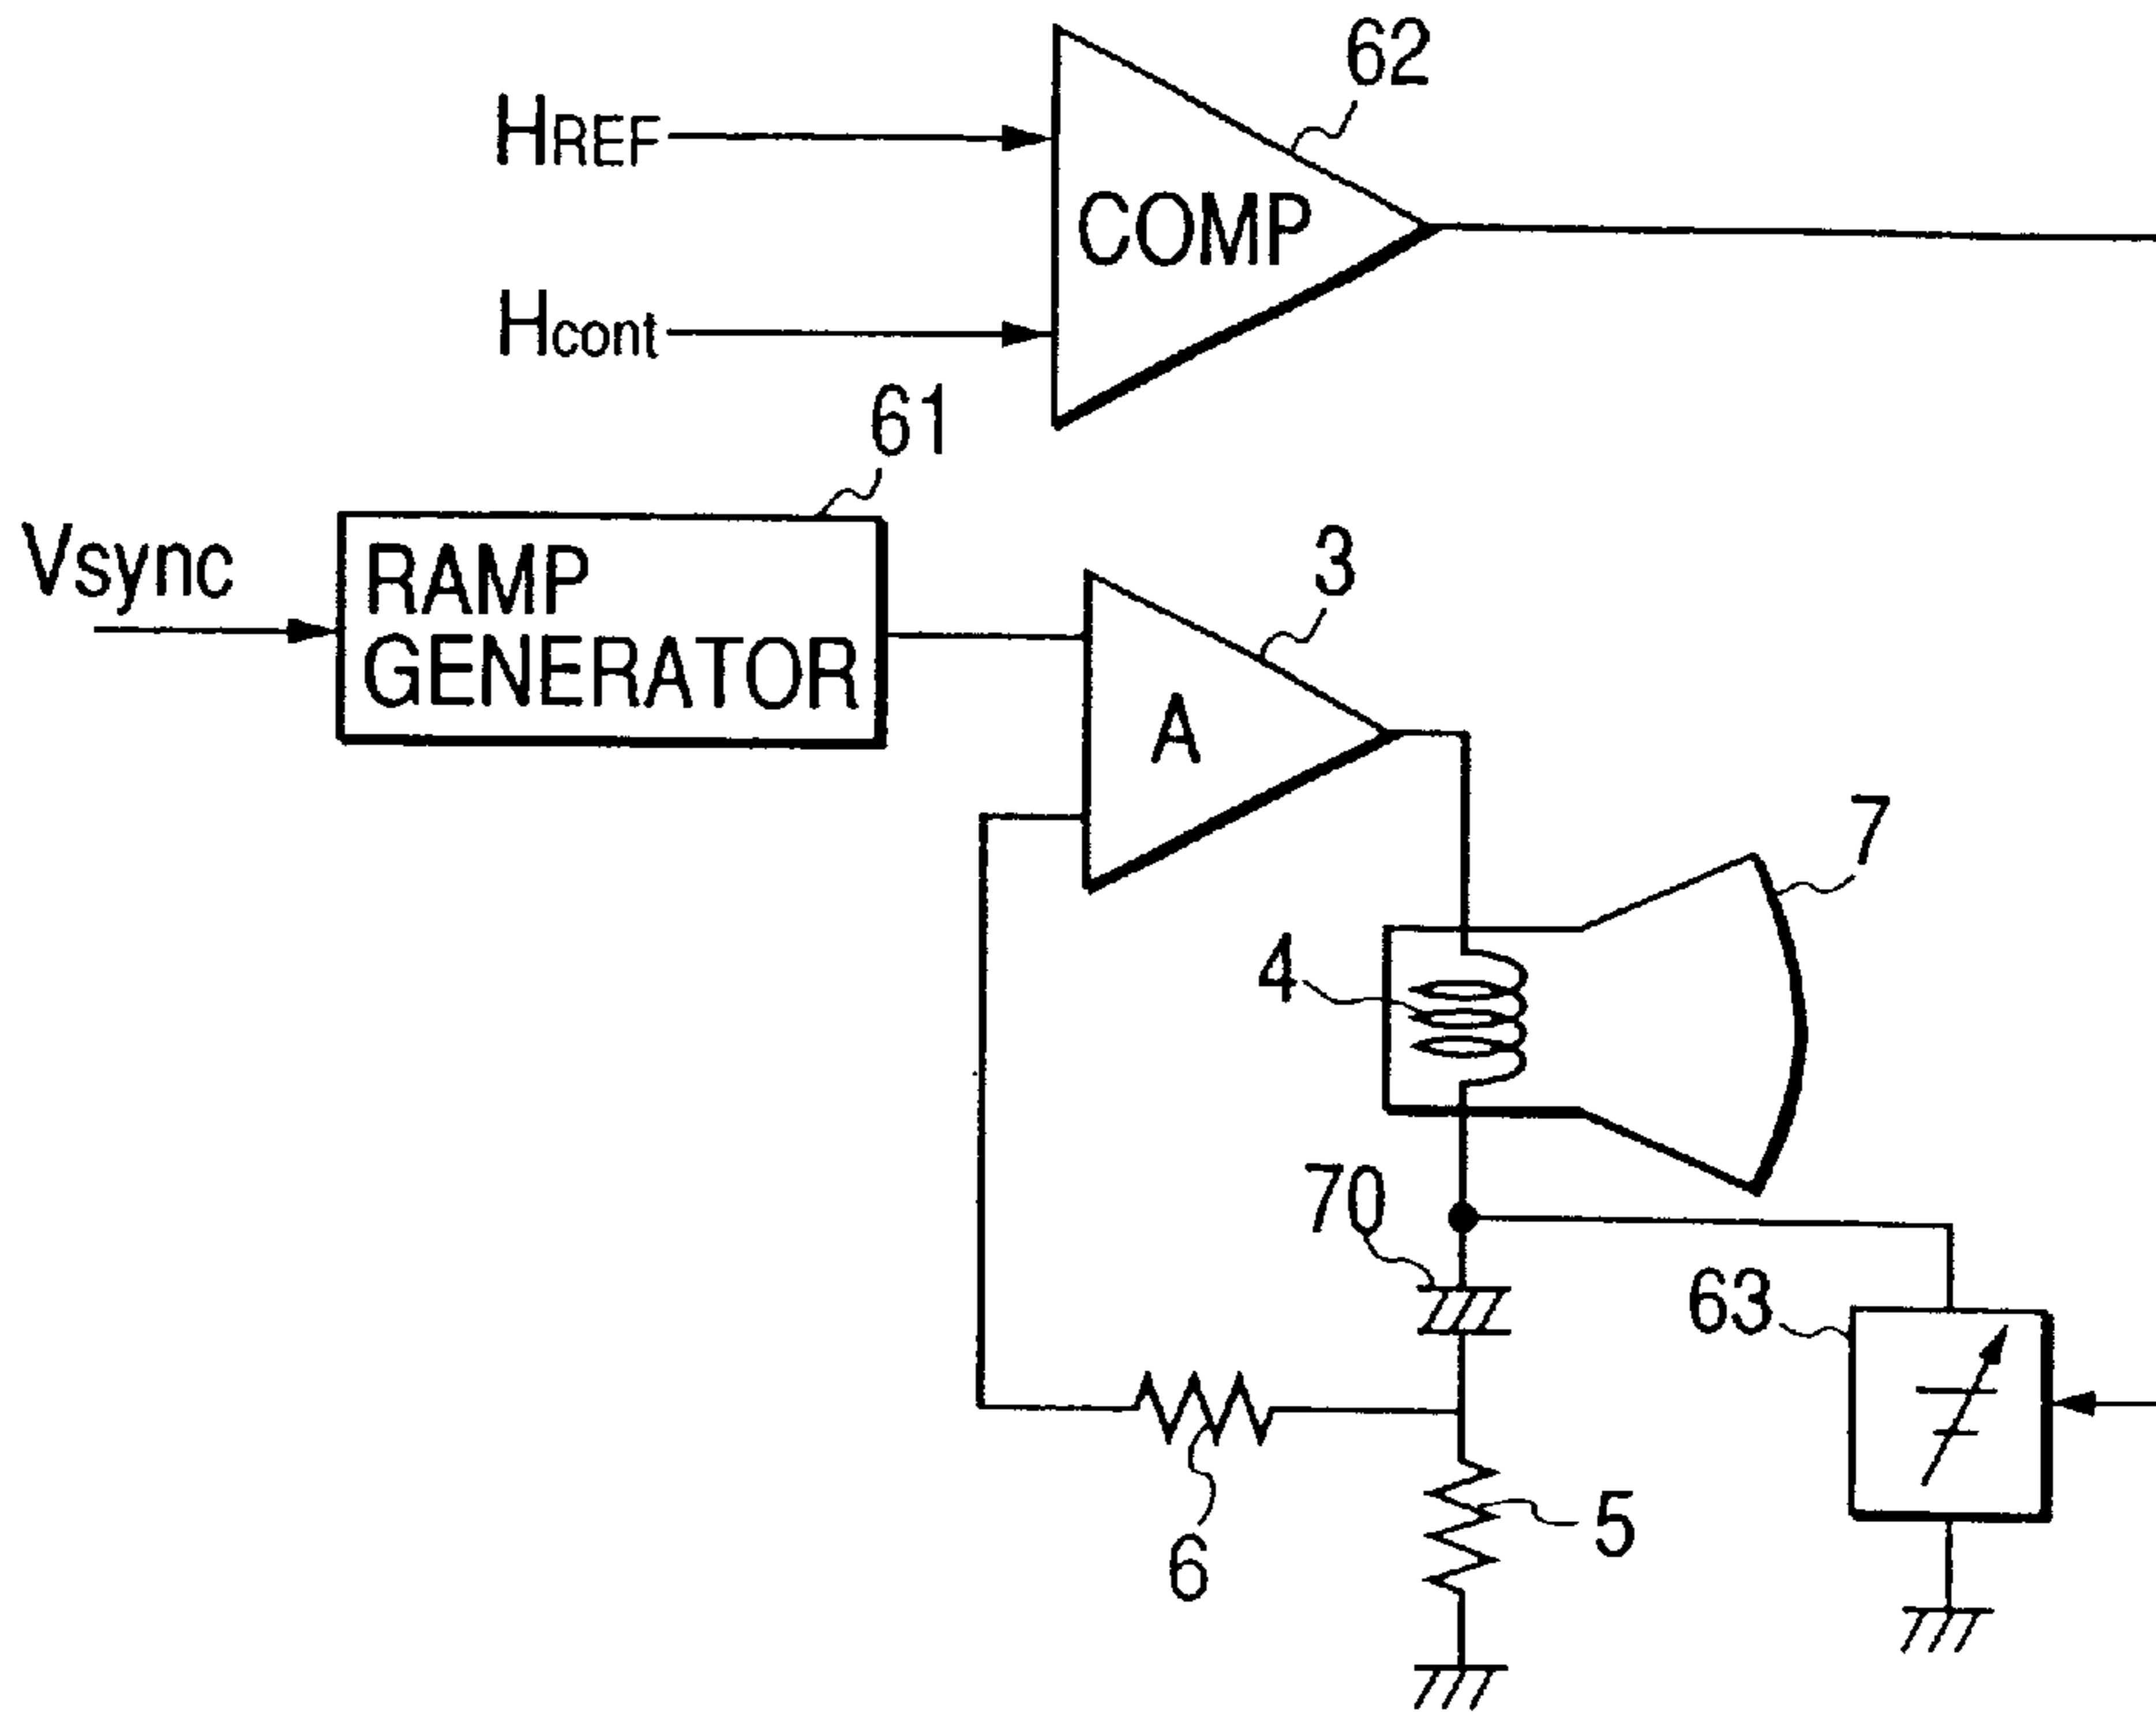 62
HREF
COMP
Hcont
61
Vsync
RAMP
GENERATOR
3
A
7
4
70
63
5
6